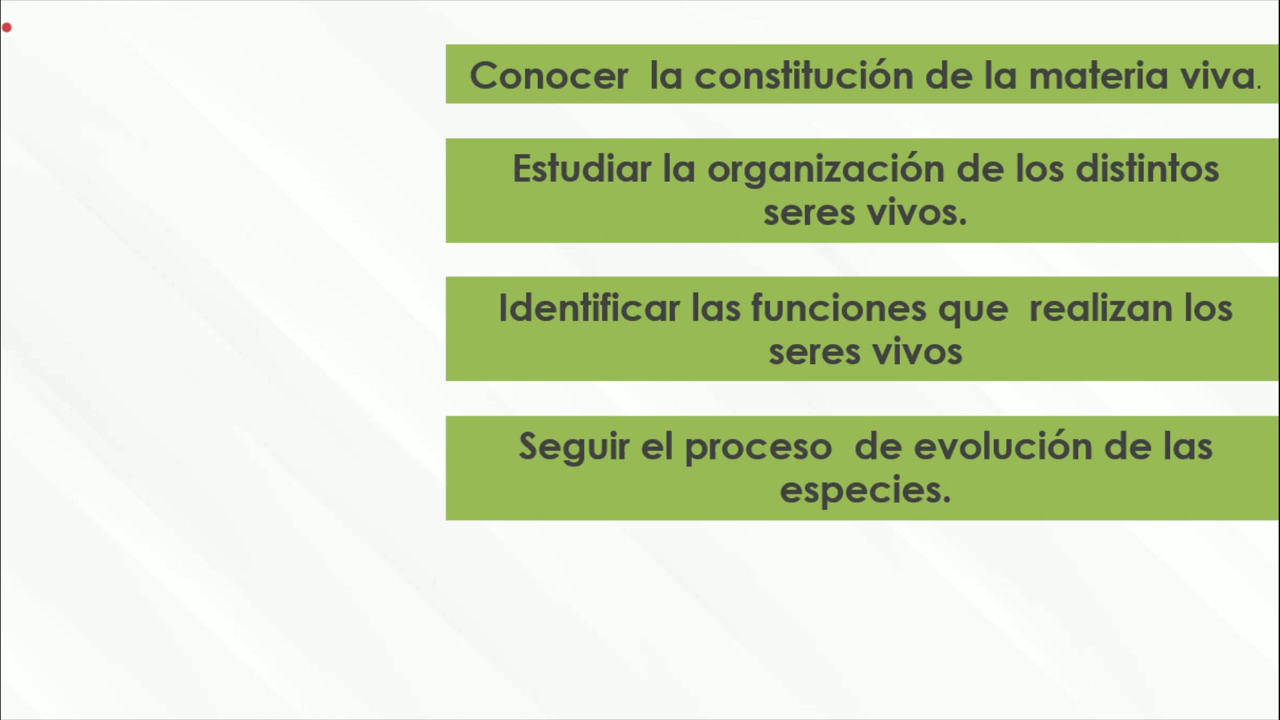 Conocer la constitución de la materia viva.
Estudiar la organización de los distintos
seres vivos.
Identificar las funciones que realizan los
seres vivos
Seguir el proceso de evolución de las
especies.